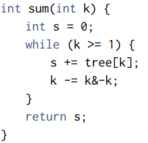 int sum(int k) {
    int s = 0;
    while (k >= 1) {
        s += tree[k];
        k -= k&-k;
    }
    return s;
}